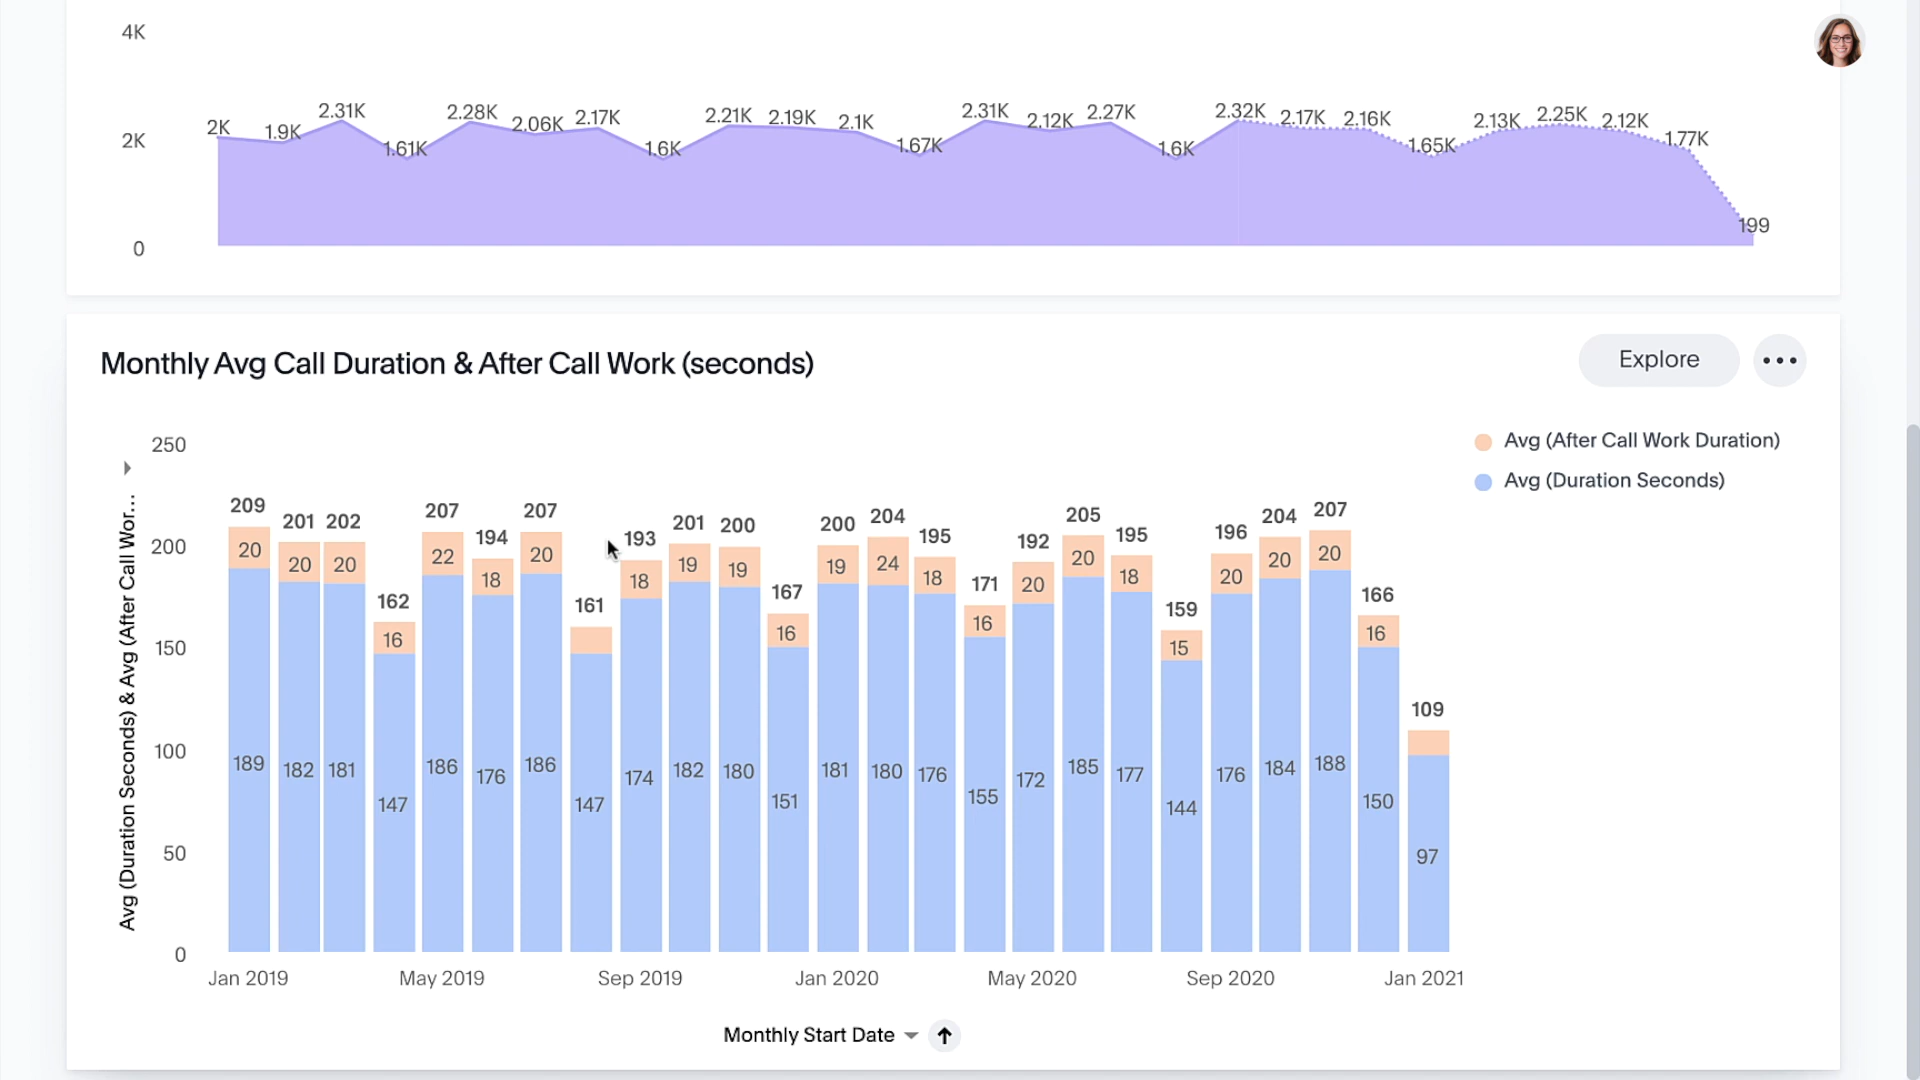 4K
2K
0
2K 1.9K 2.31K 1.61K 2.28K 2.06K 2.17K 1.6K 2.21K 2.19K 2.1K 1.67K 2.31K 2.12K 2.27K 1.6K 2.32K 2.17K 2.16K 1.65K 2.13K 2.25K 2.12K 1.77K 199
Monthly Avg Call Duration & After Call Work (seconds)
Explore
Avg (After Call Work Duration)
Avg (Duration Seconds)
Avg (Duration Seconds) & Avg (After Call Wor...
250
200
150
100
50
0
209 201 202 162 207 194 207 161 193 201 200 167 200 204 195 171 192 205 195 159 196 204 207 166 109
20 20 20 16 22 18 20 18 19 19 16 19 24 18 16 20 20 18 15 20 20 20 16
189 182 181 147 186 176 186 147 174 182 180 151 181 180 176 155 172 185 177 144 176 184 188 150 97
Jan 2019 May 2019 Sep 2019 Jan 2020 May 2020 Sep 2020 Jan 2021
Monthly Start Date